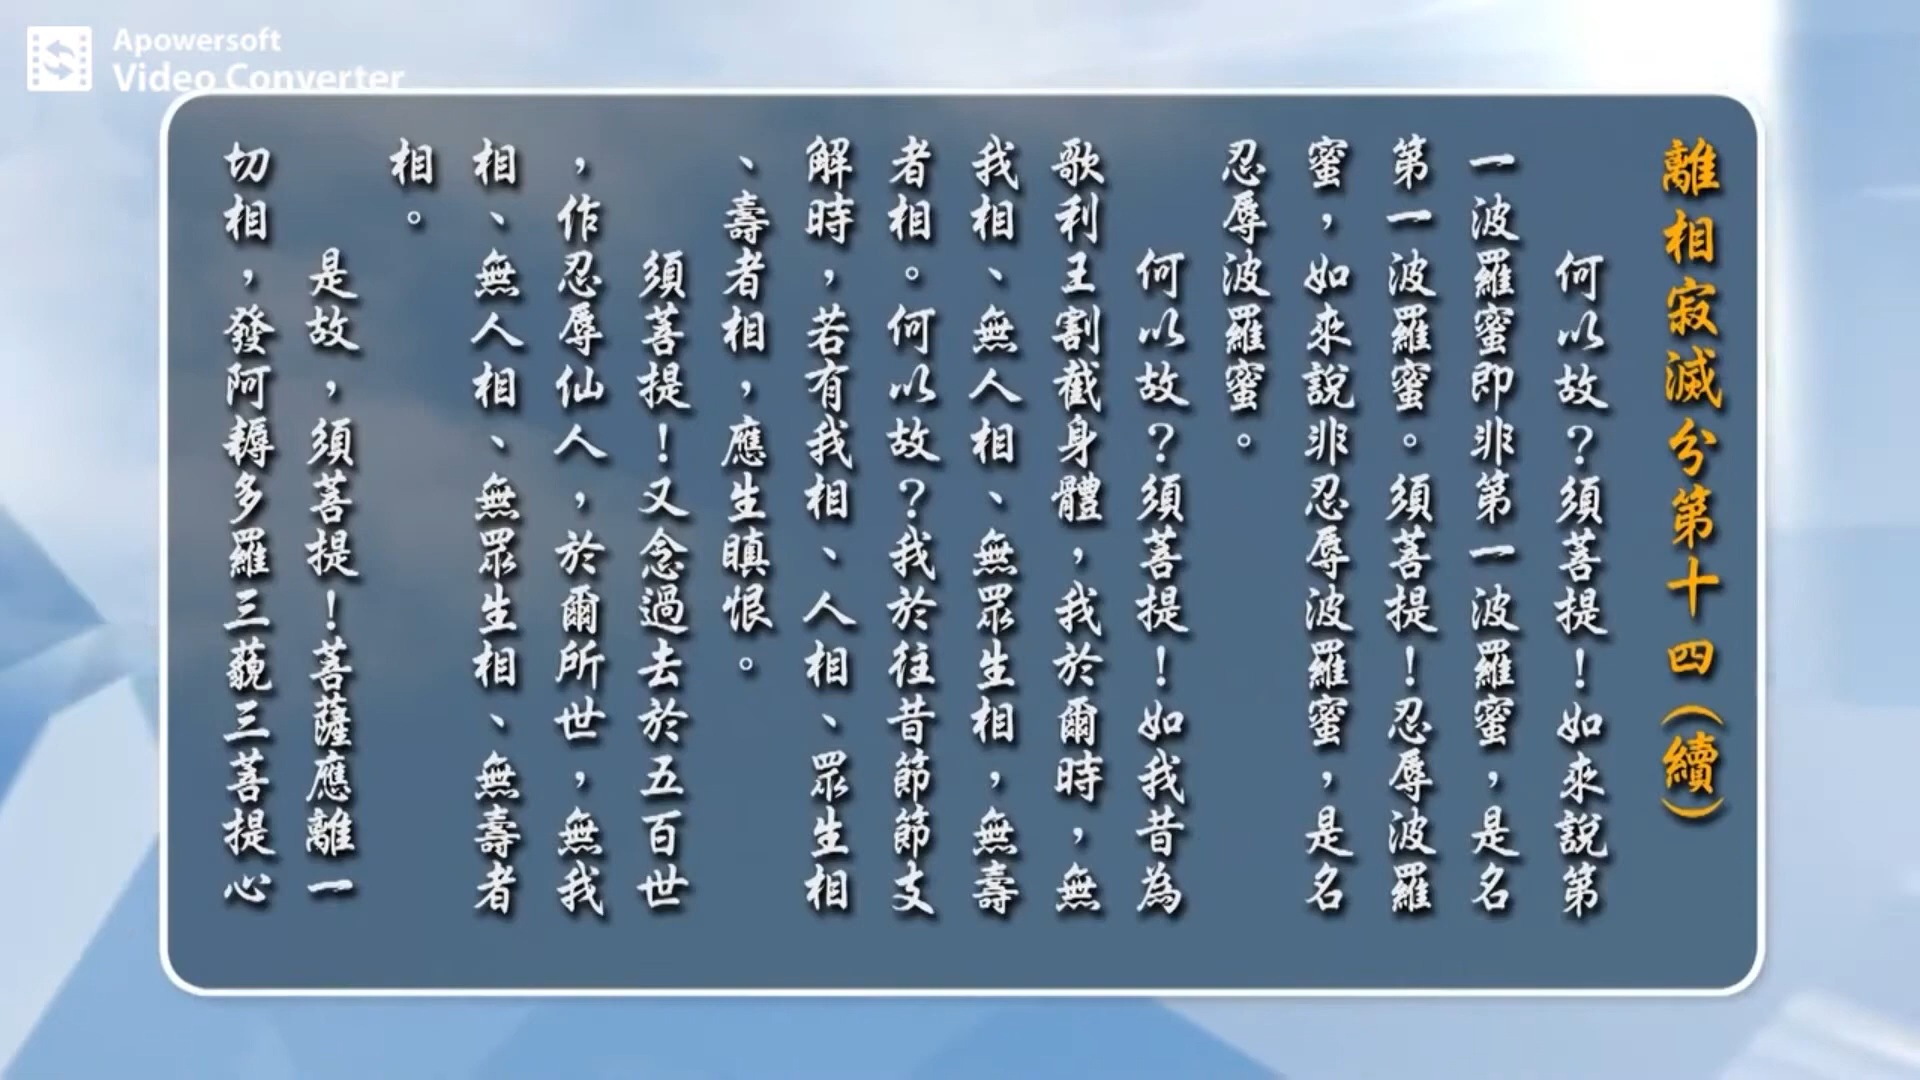 Apowersoft
Video Converter
離相寂滅分第十四(續)
何以故?須菩提!如來說第
一波羅蜜即非第一波羅蜜,是名
第一波羅蜜。須菩提!忍辱波羅
蜜,如來說非忍辱波羅蜜,是名
忍辱波羅蜜。
何以故?須菩提!如我昔為
歌利王割截身體,我於爾時,無
我相、無人相、無眾生相,無壽
者相。何以故?我於往昔節節支
解時,若有我相、人相、眾生相
、壽者相,應生瞋恨。
須菩提!又念過去於五百世
,作忍辱仙人,於爾所世,無我
相、無人相、無眾生相、無壽者
相。
是故,須菩提!菩薩應離一
切相,發阿耨多羅三藐三菩提心